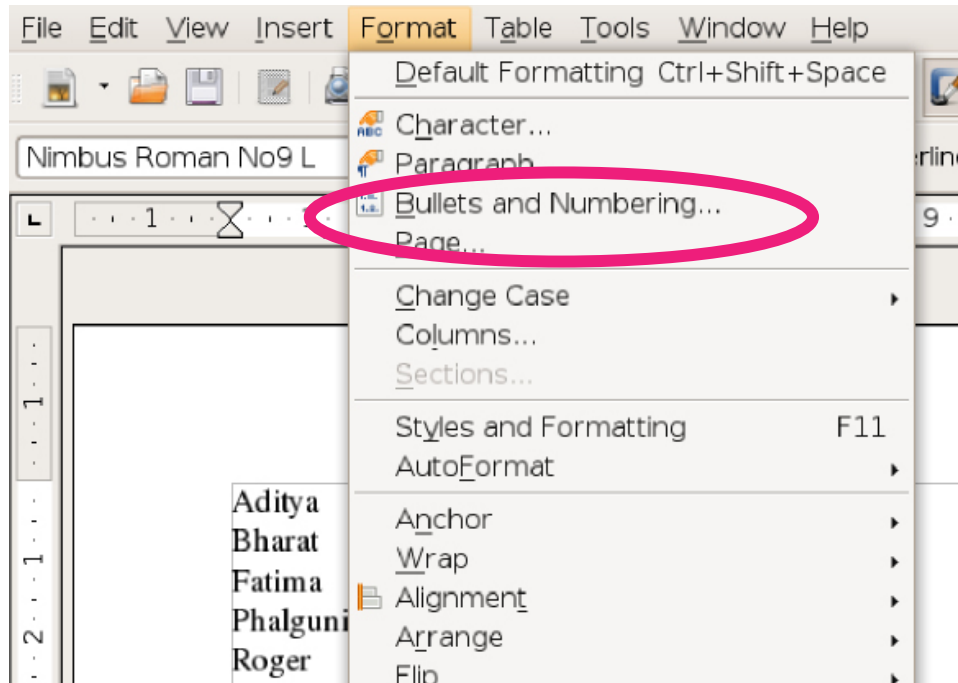 File Edit View Insert Format Table Tools Window Help
Default Formatting Ctrl+Shift+Space
ABC Character...
Nimbus Roman No9 L
Paragraph...
Bullets and Numbering...
1 1 9
Page...
Change Case
Columns...
Sections...
1
Styles and Formatting F11
AutoFormat
Aditya
Anchor
Bharat
1
Wrap
Fatima
Alignment
Phalguni
2
Arrange
Roger
Flip